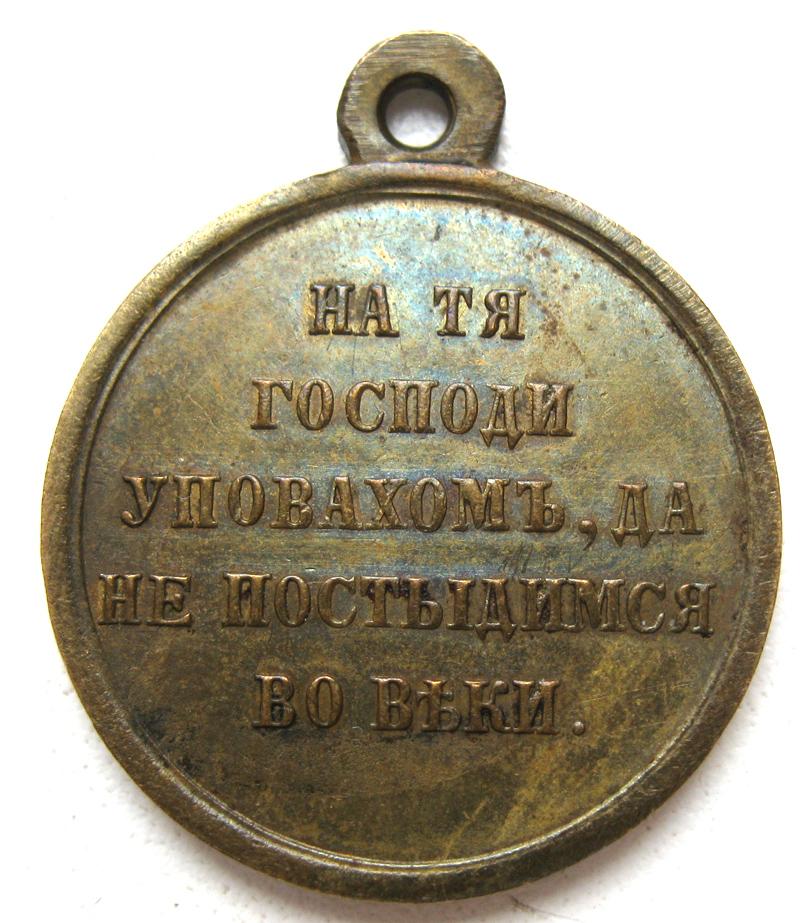 НА ТЯ
ГОСПОДИ
УПОВАХОМЪ, ДА
НЕ ПОСТЫДИМСЯ
ВО ВѢКИ.